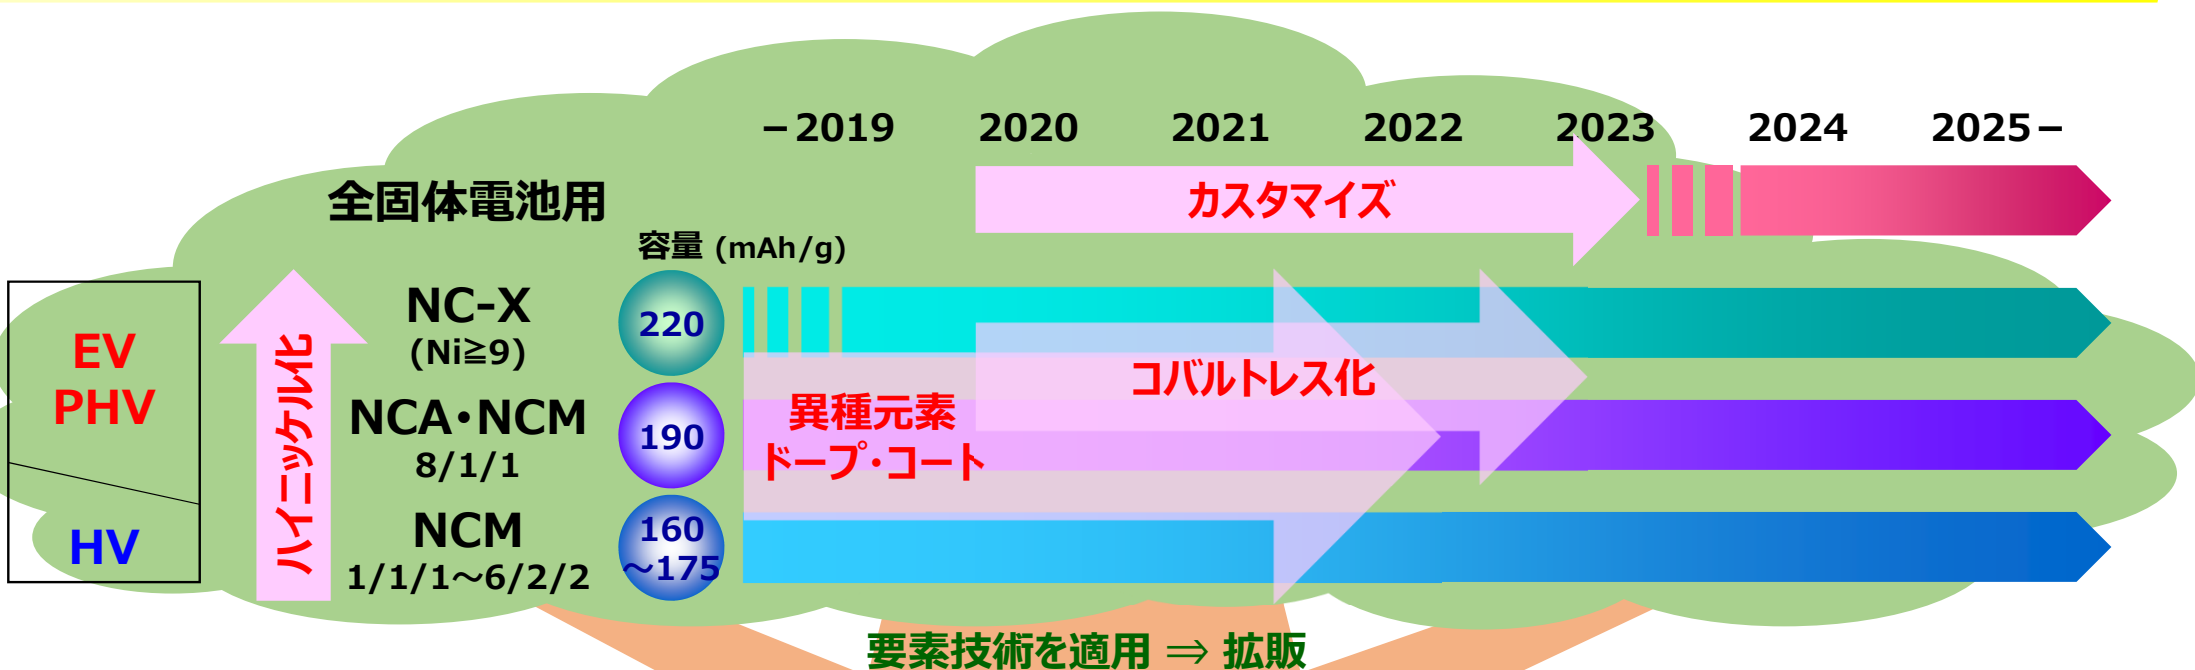 －2019 2020 2021 2022 2023 2024 2025－
全固体電池用
カスタマイズ
容量 (mAh/g)
EV
PHV
HV
ハイニッケル化
NC-X
(Ni≧9)
220
コバルトレス化
NCA・NCM
8/1/1
190
異種元素
ドープ・コート
NCM
1/1/1～6/2/2
160
～175
要素技術を適用 ⇒ 拡販